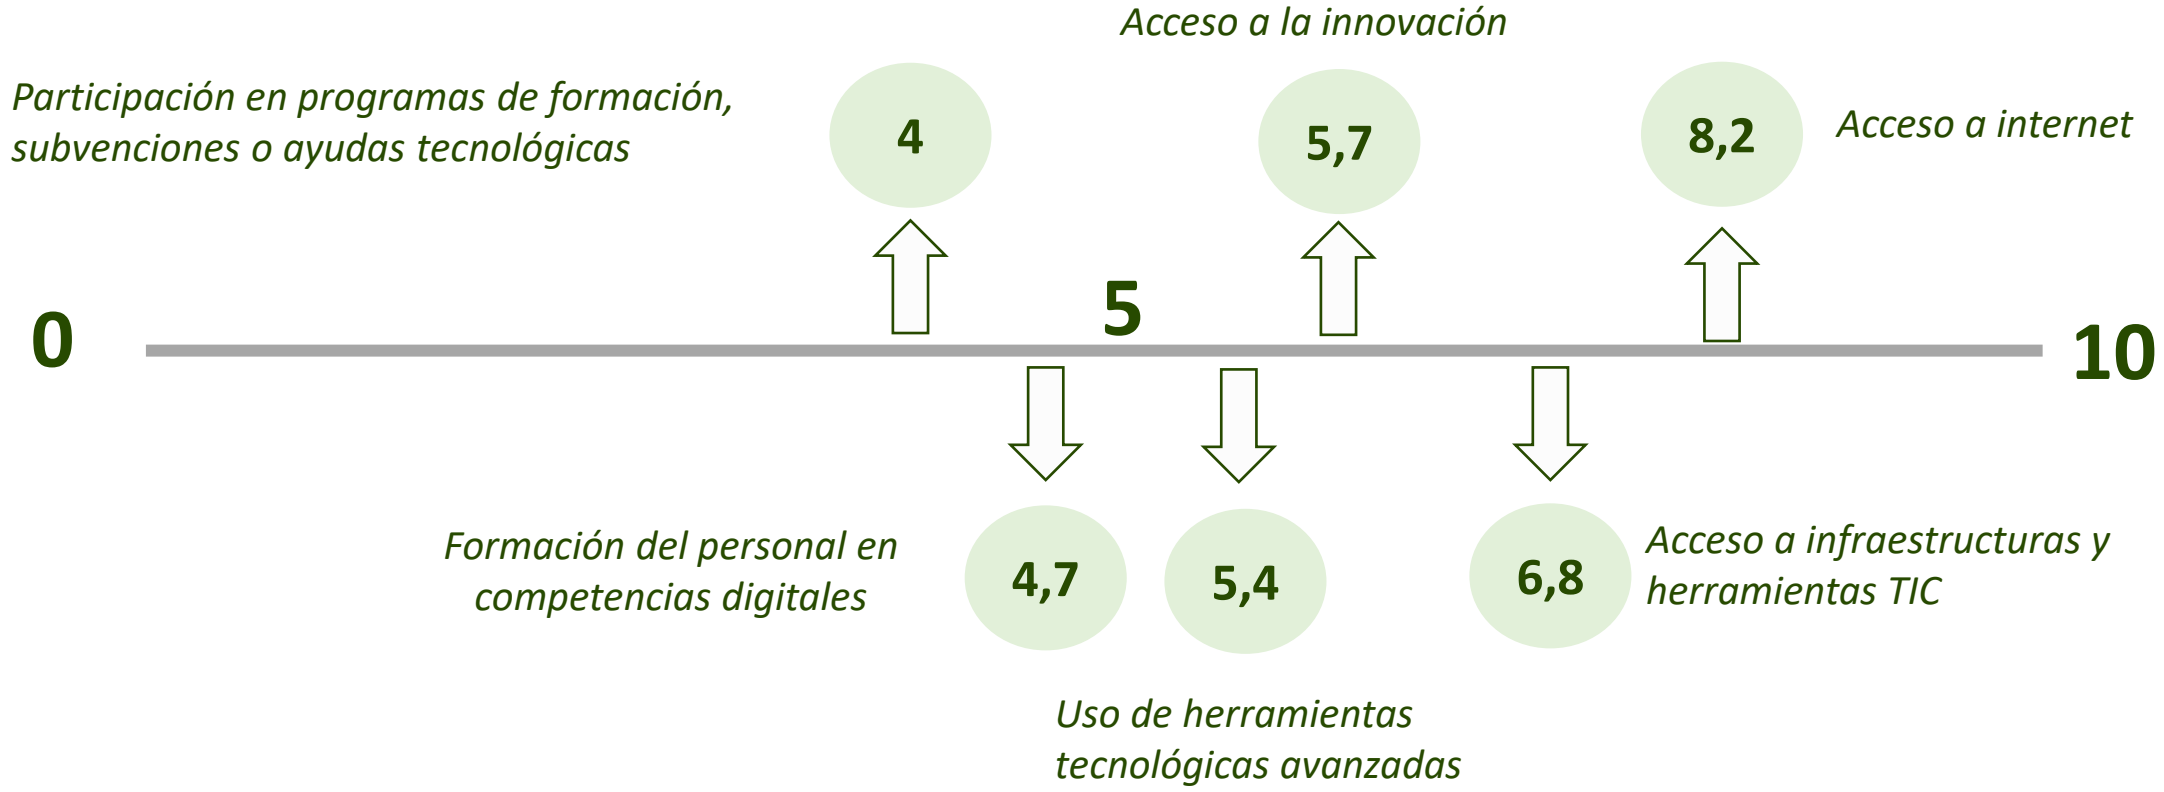 Acceso a la innovación
Participación en programas de formación,
subvenciones o ayudas tecnológicas
4
5,7
8,2
Acceso a internet
0
5
10
Formación del personal en
competencias digitales
4,7
5,4
6,8
Acceso a infraestructuras y
herramientas TIC
Uso de herramientas
tecnológicas avanzadas